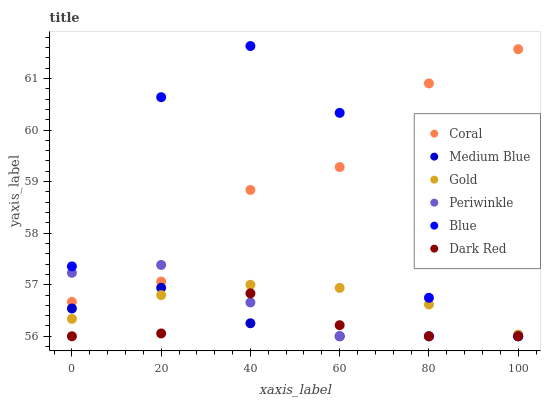 title
yaxis_label
61
60
59
58
57
56
0
20
40
60
80
100
xaxis_label
Coral
Medium Blue
Gold
Periwinkle
Blue
Dark Red